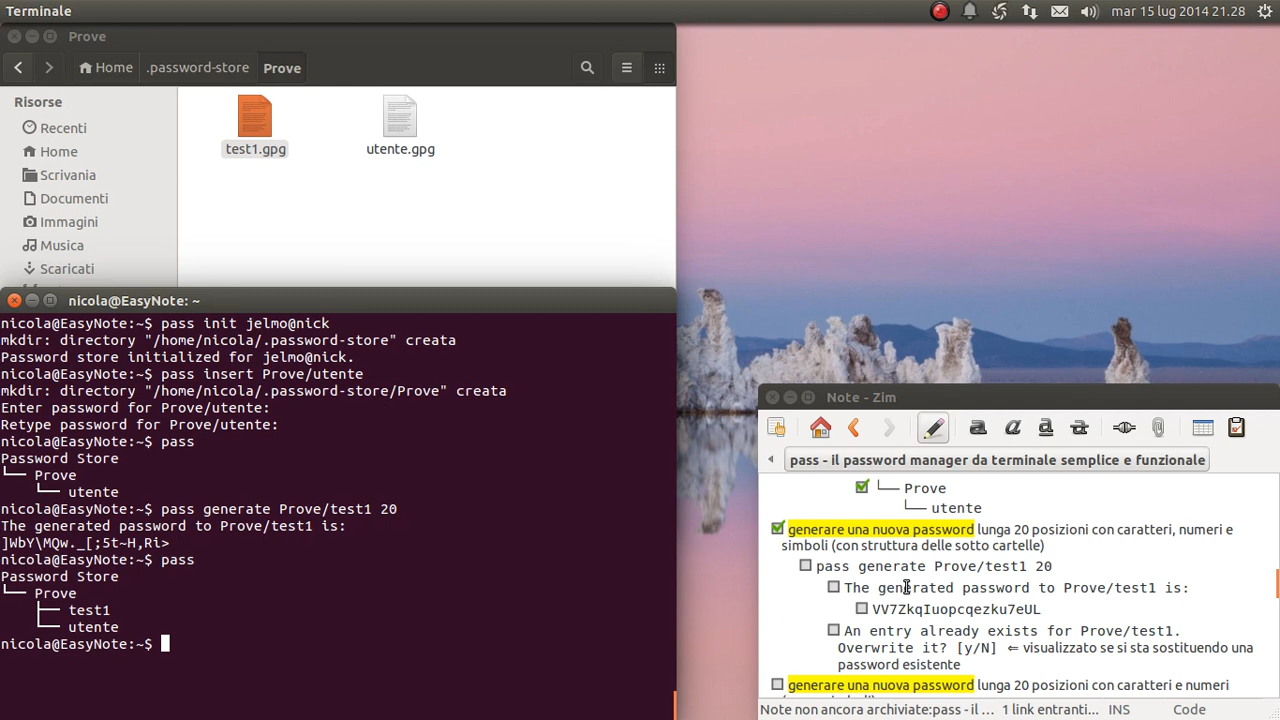 Terminale
mar 15 lug 2014 21.28
Prove
Home .password-store Prove
Risorse
Recenti
Home
Scrivania
Documenti
Immagini
Musica
Scaricati
test1.gpg utente.gpg
nicola@EasyNote: ~
nicola@EasyNote:~$ pass init jelmo@nick
mkdir: directory "/home/nicola/.password-store" creata
Password store initialized for jelmo@nick.
nicola@EasyNote:~$ pass insert Prove/utente
mkdir: directory "/home/nicola/.password-store/Prove" creata
Enter password for Prove/utente:
Retype password for Prove/utente:
nicola@EasyNote:~$ pass
Password Store
└── Prove
    └── utente
nicola@EasyNote:~$ pass generate Prove/test1 20
The generated password to Prove/test1 is:
]WbY\MQw._[;5t~H,Ri>
nicola@EasyNote:~$ pass
Password Store
└── Prove
    ├── test1
    └── utente
nicola@EasyNote:~$
Note - Zim
pass - il password manager da terminale semplice e funzionale
└── Prove
    └── utente
generare una nuova password lunga 20 posizioni con caratteri, numeri e
simboli (con struttura delle sotto cartelle)
pass generate Prove/test1 20
The generated password to Prove/test1 is:
VV7ZkqIuopcqezku7eUL
An entry already exists for Prove/test1.
Overwrite it? [y/N] ⇐ visualizzato se si sta sostituendo una
password esistente
generare una nuova password lunga 20 posizioni con caratteri e numeri
Note non ancora archiviate:pass - il ... 1 link entranti... INS Code